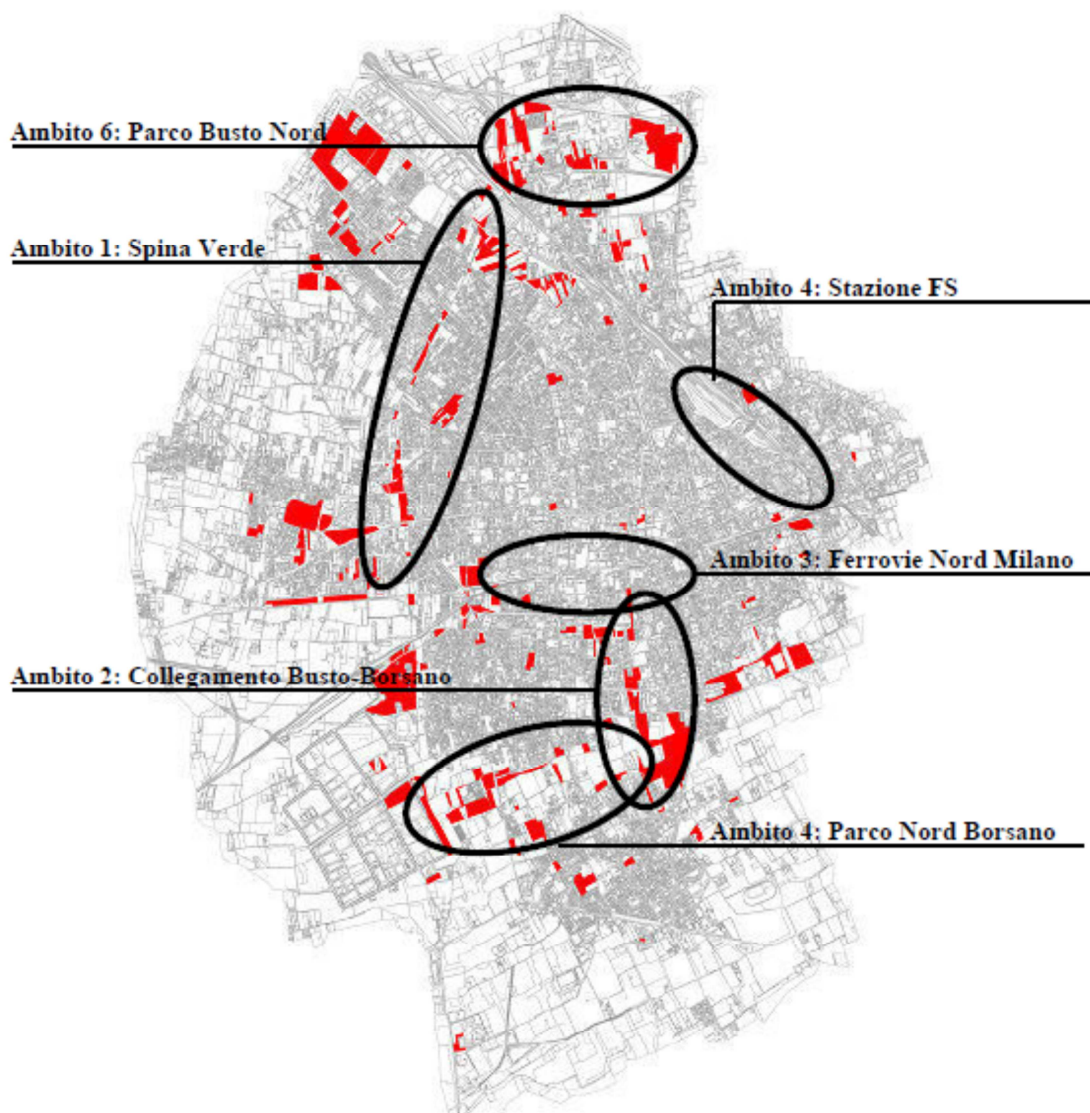 Ambito 6: Parco Busto Nord
Ambito 1: Spina Verde
Ambito 4: Stazione FS
Ambito 3: Ferrovie Nord Milano
Ambito 2: Collegamento Busto-Borsano
Ambito 4: Parco Nord Borsano